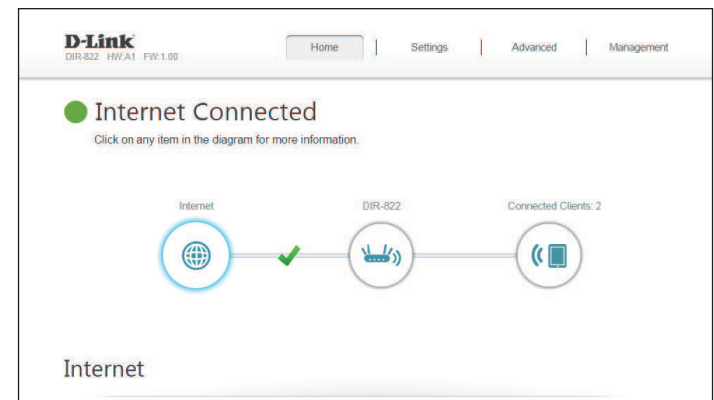 D-Link
DIR-822 HW:A1 FW:1.00
Home | Settings | Advanced | Management
Internet Connected
Click on any item in the diagram for more information.
Internet DIR-822 Connected Clients: 2
Internet